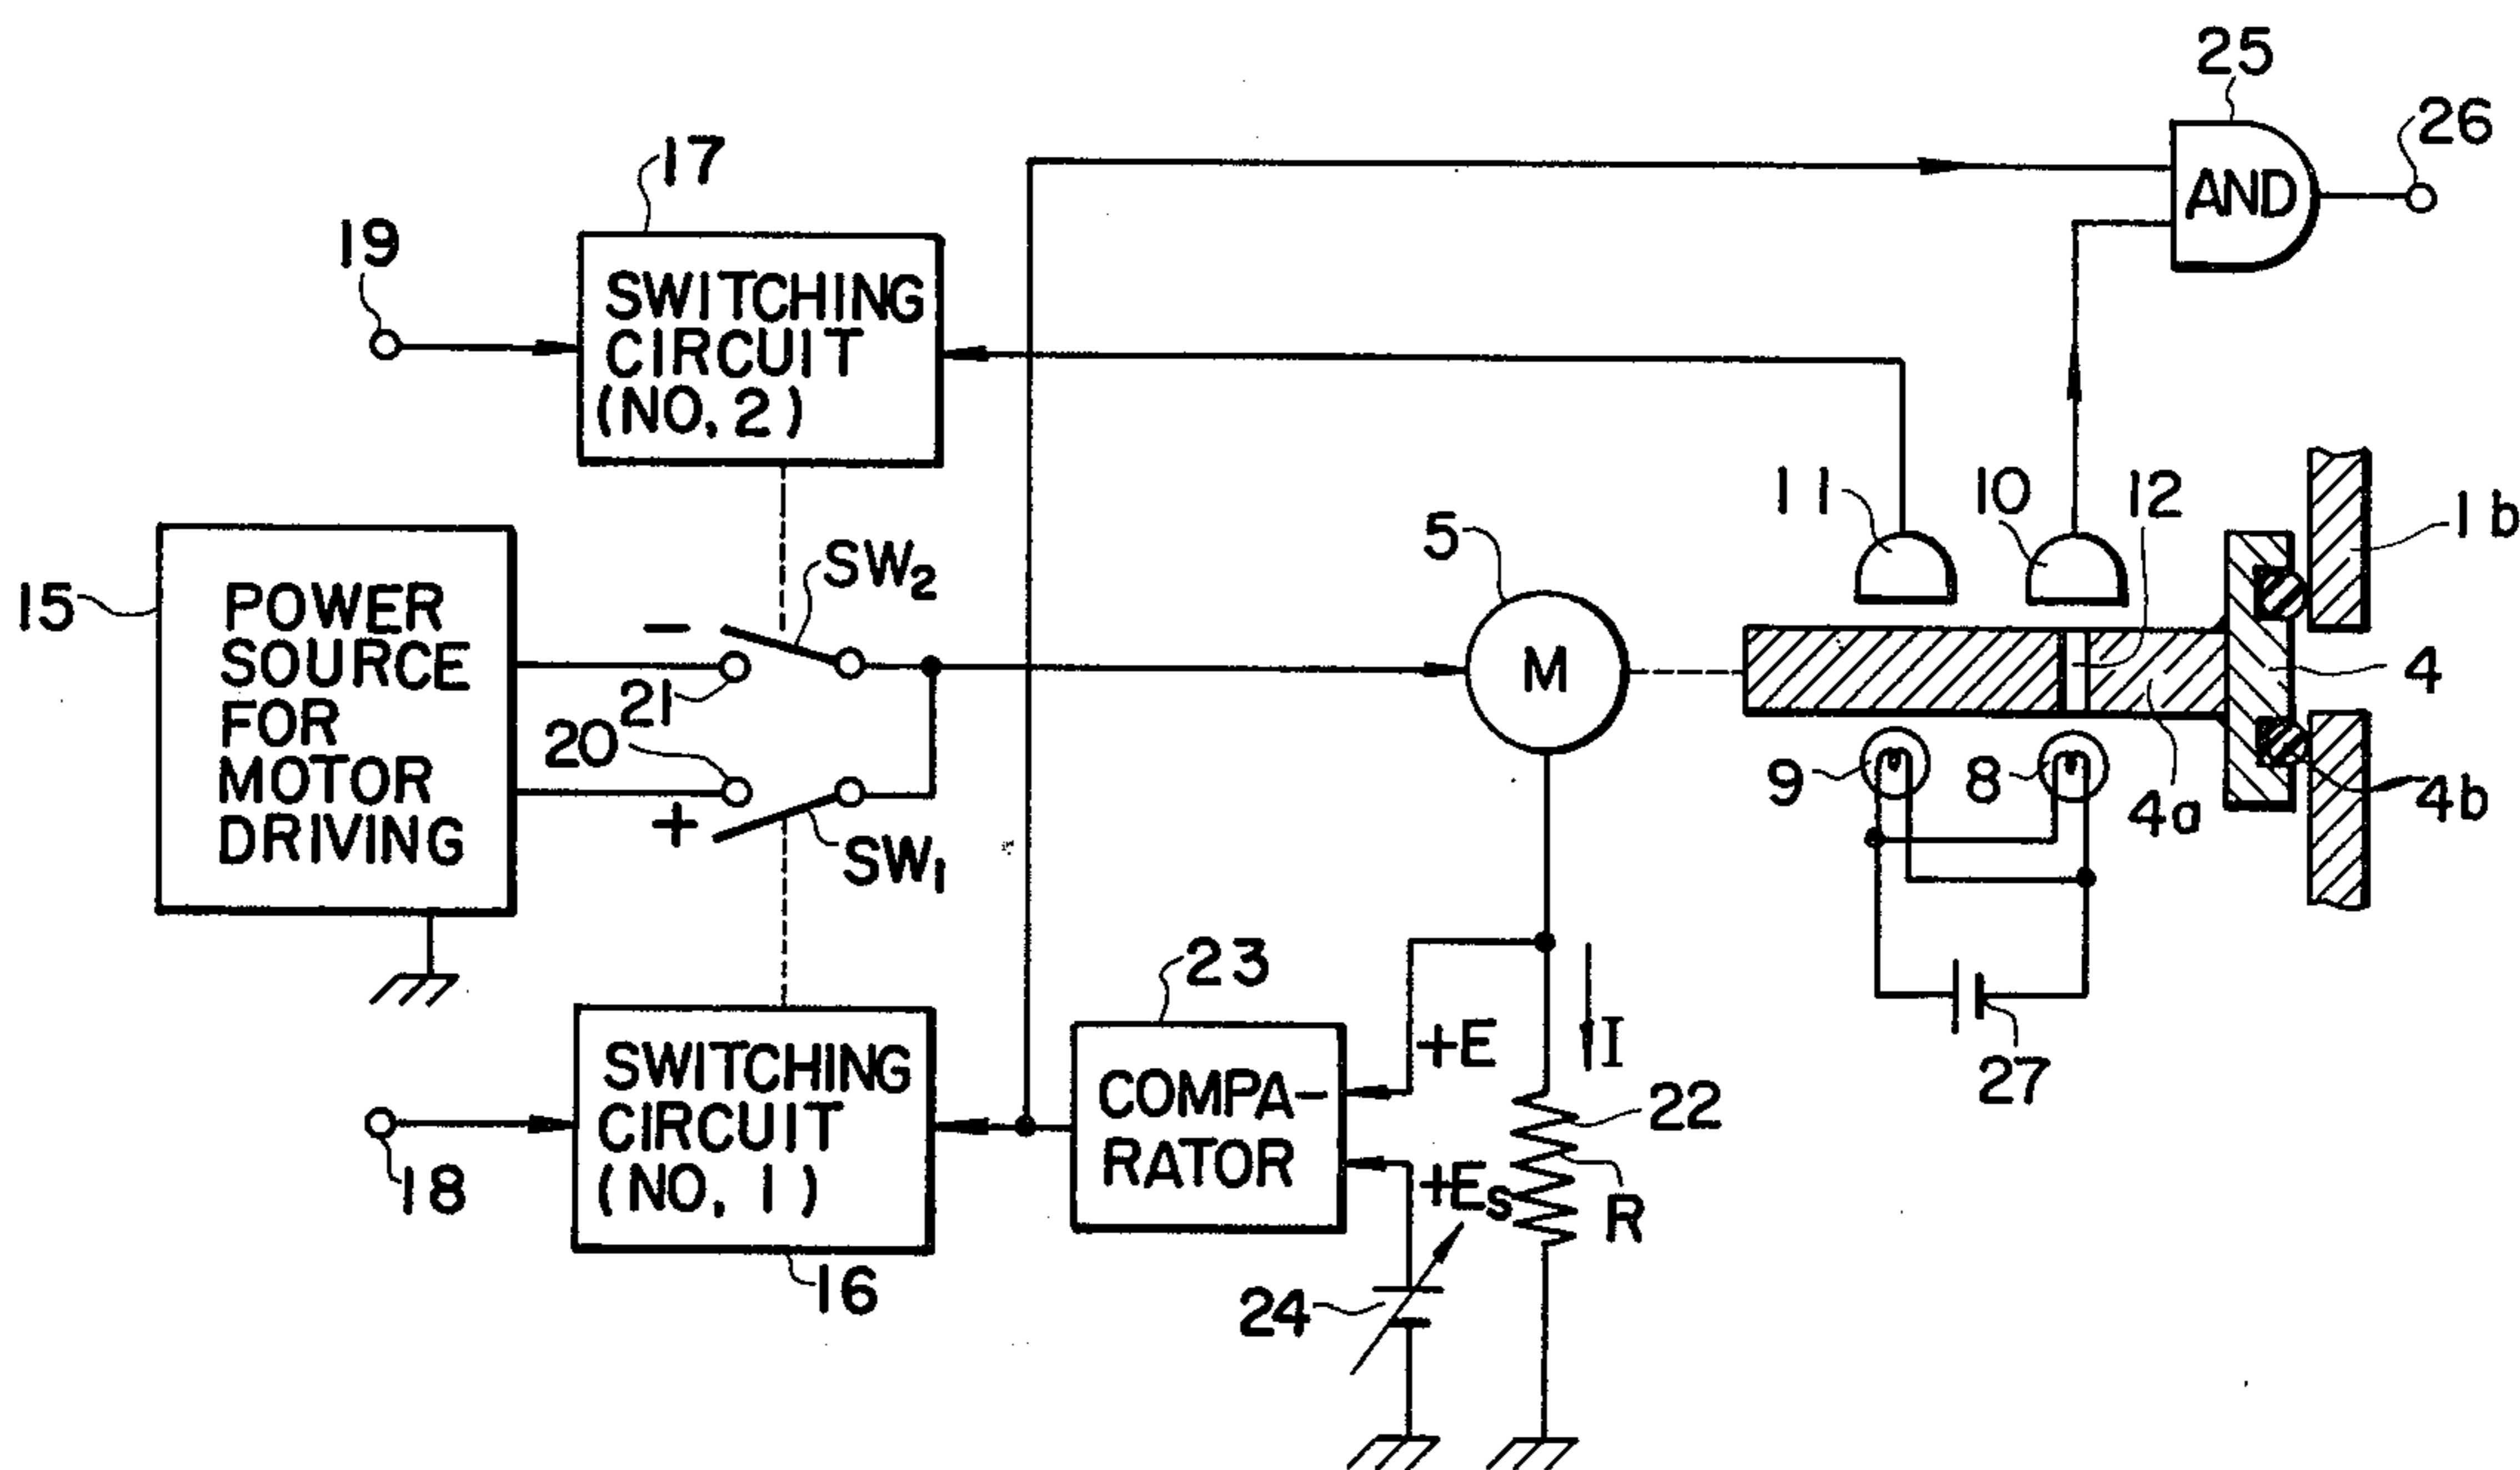 25
26
AND
17
19
SWITCHING
CIRCUIT
(NO. 2)
11
10
12
1b
5
SW2
15
POWER
SOURCE
FOR
MOTOR
DRIVING
−
21
20
+
SW1
M
4
9
8
4a
4b
23
+E
I
27
SWITCHING
CIRCUIT
(NO. 1)
COMPA-
RATOR
22
18
+ES
R
16
24